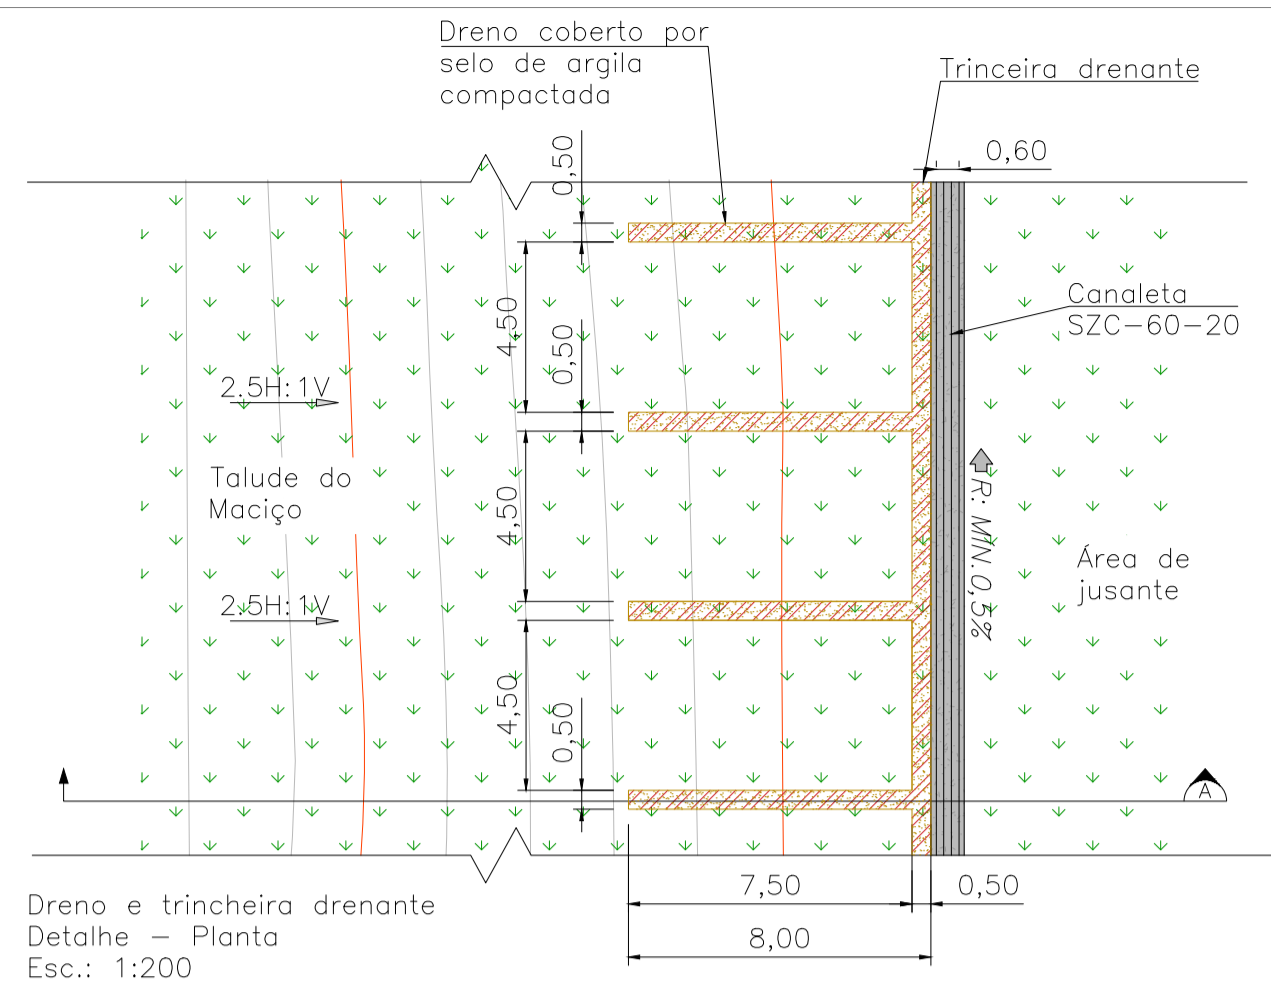 Dreno coberto por
selo de argila
compactada
Trinceira drenante
0,60
0,50
4,50
0,50
Canaleta
SZC-60-20
2.5H:1V
Talude do
Maciço
4,50
R: MÍN.0,5%
Área de
jusante
2.5H:1V
4,50
0,50
A
7,50
0,50
8,00
Dreno e trincheira drenante
Detalhe - Planta
Esc.: 1:200